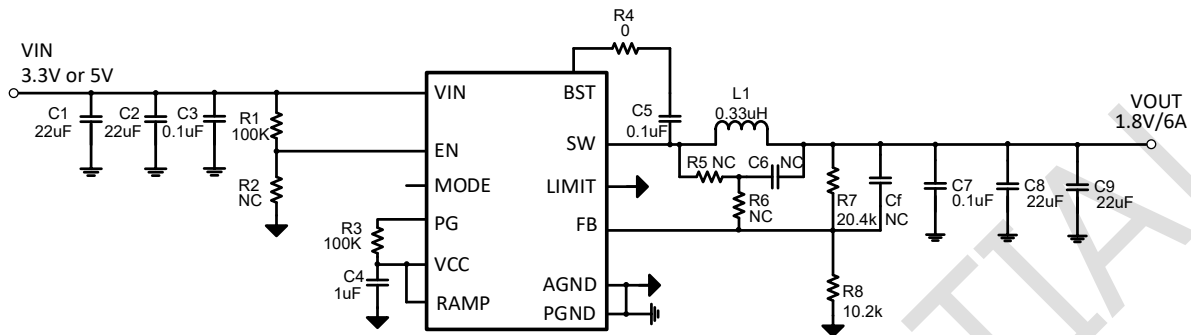 R4
0
VIN
3.3V or 5V
C1
22uF
C2
22uF
C3
0.1uF
R1
100K
R2
NC
R3
100K
C4
1uF
VIN
EN
MODE
PG
VCC
RAMP
BST
SW
LIMIT
FB
AGND
PGND
C5
0.1uF
L1
0.33uH
R5 NC
C6 NC
R6
NC
R7
20.4k
Cf
NC
C7
0.1uF
C8
22uF
C9
22uF
R8
10.2k
VOUT
1.8V/6A
TIAL